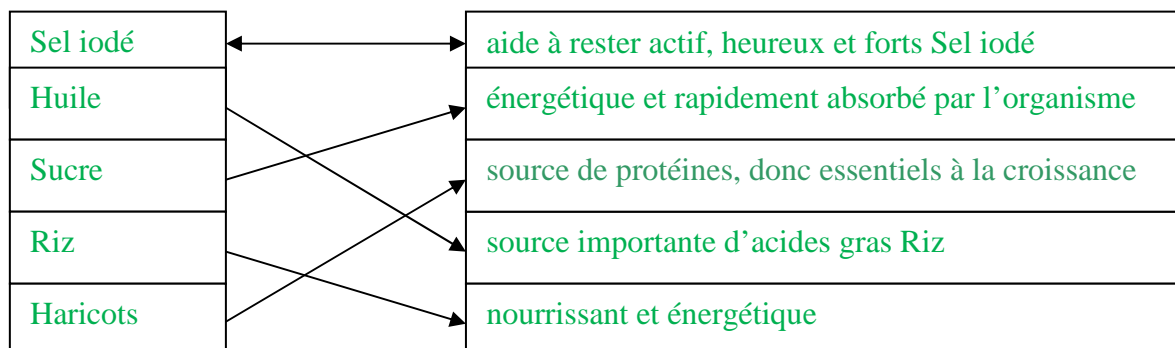 Sel iodé
aide à rester actif, heureux et forts Sel iodé
Huile
énergétique et rapidement absorbé par l’organisme
Sucre
source de protéines, donc essentiels à la croissance
Riz
source importante d’acides gras Riz
Haricots
nourrissant et énergétique